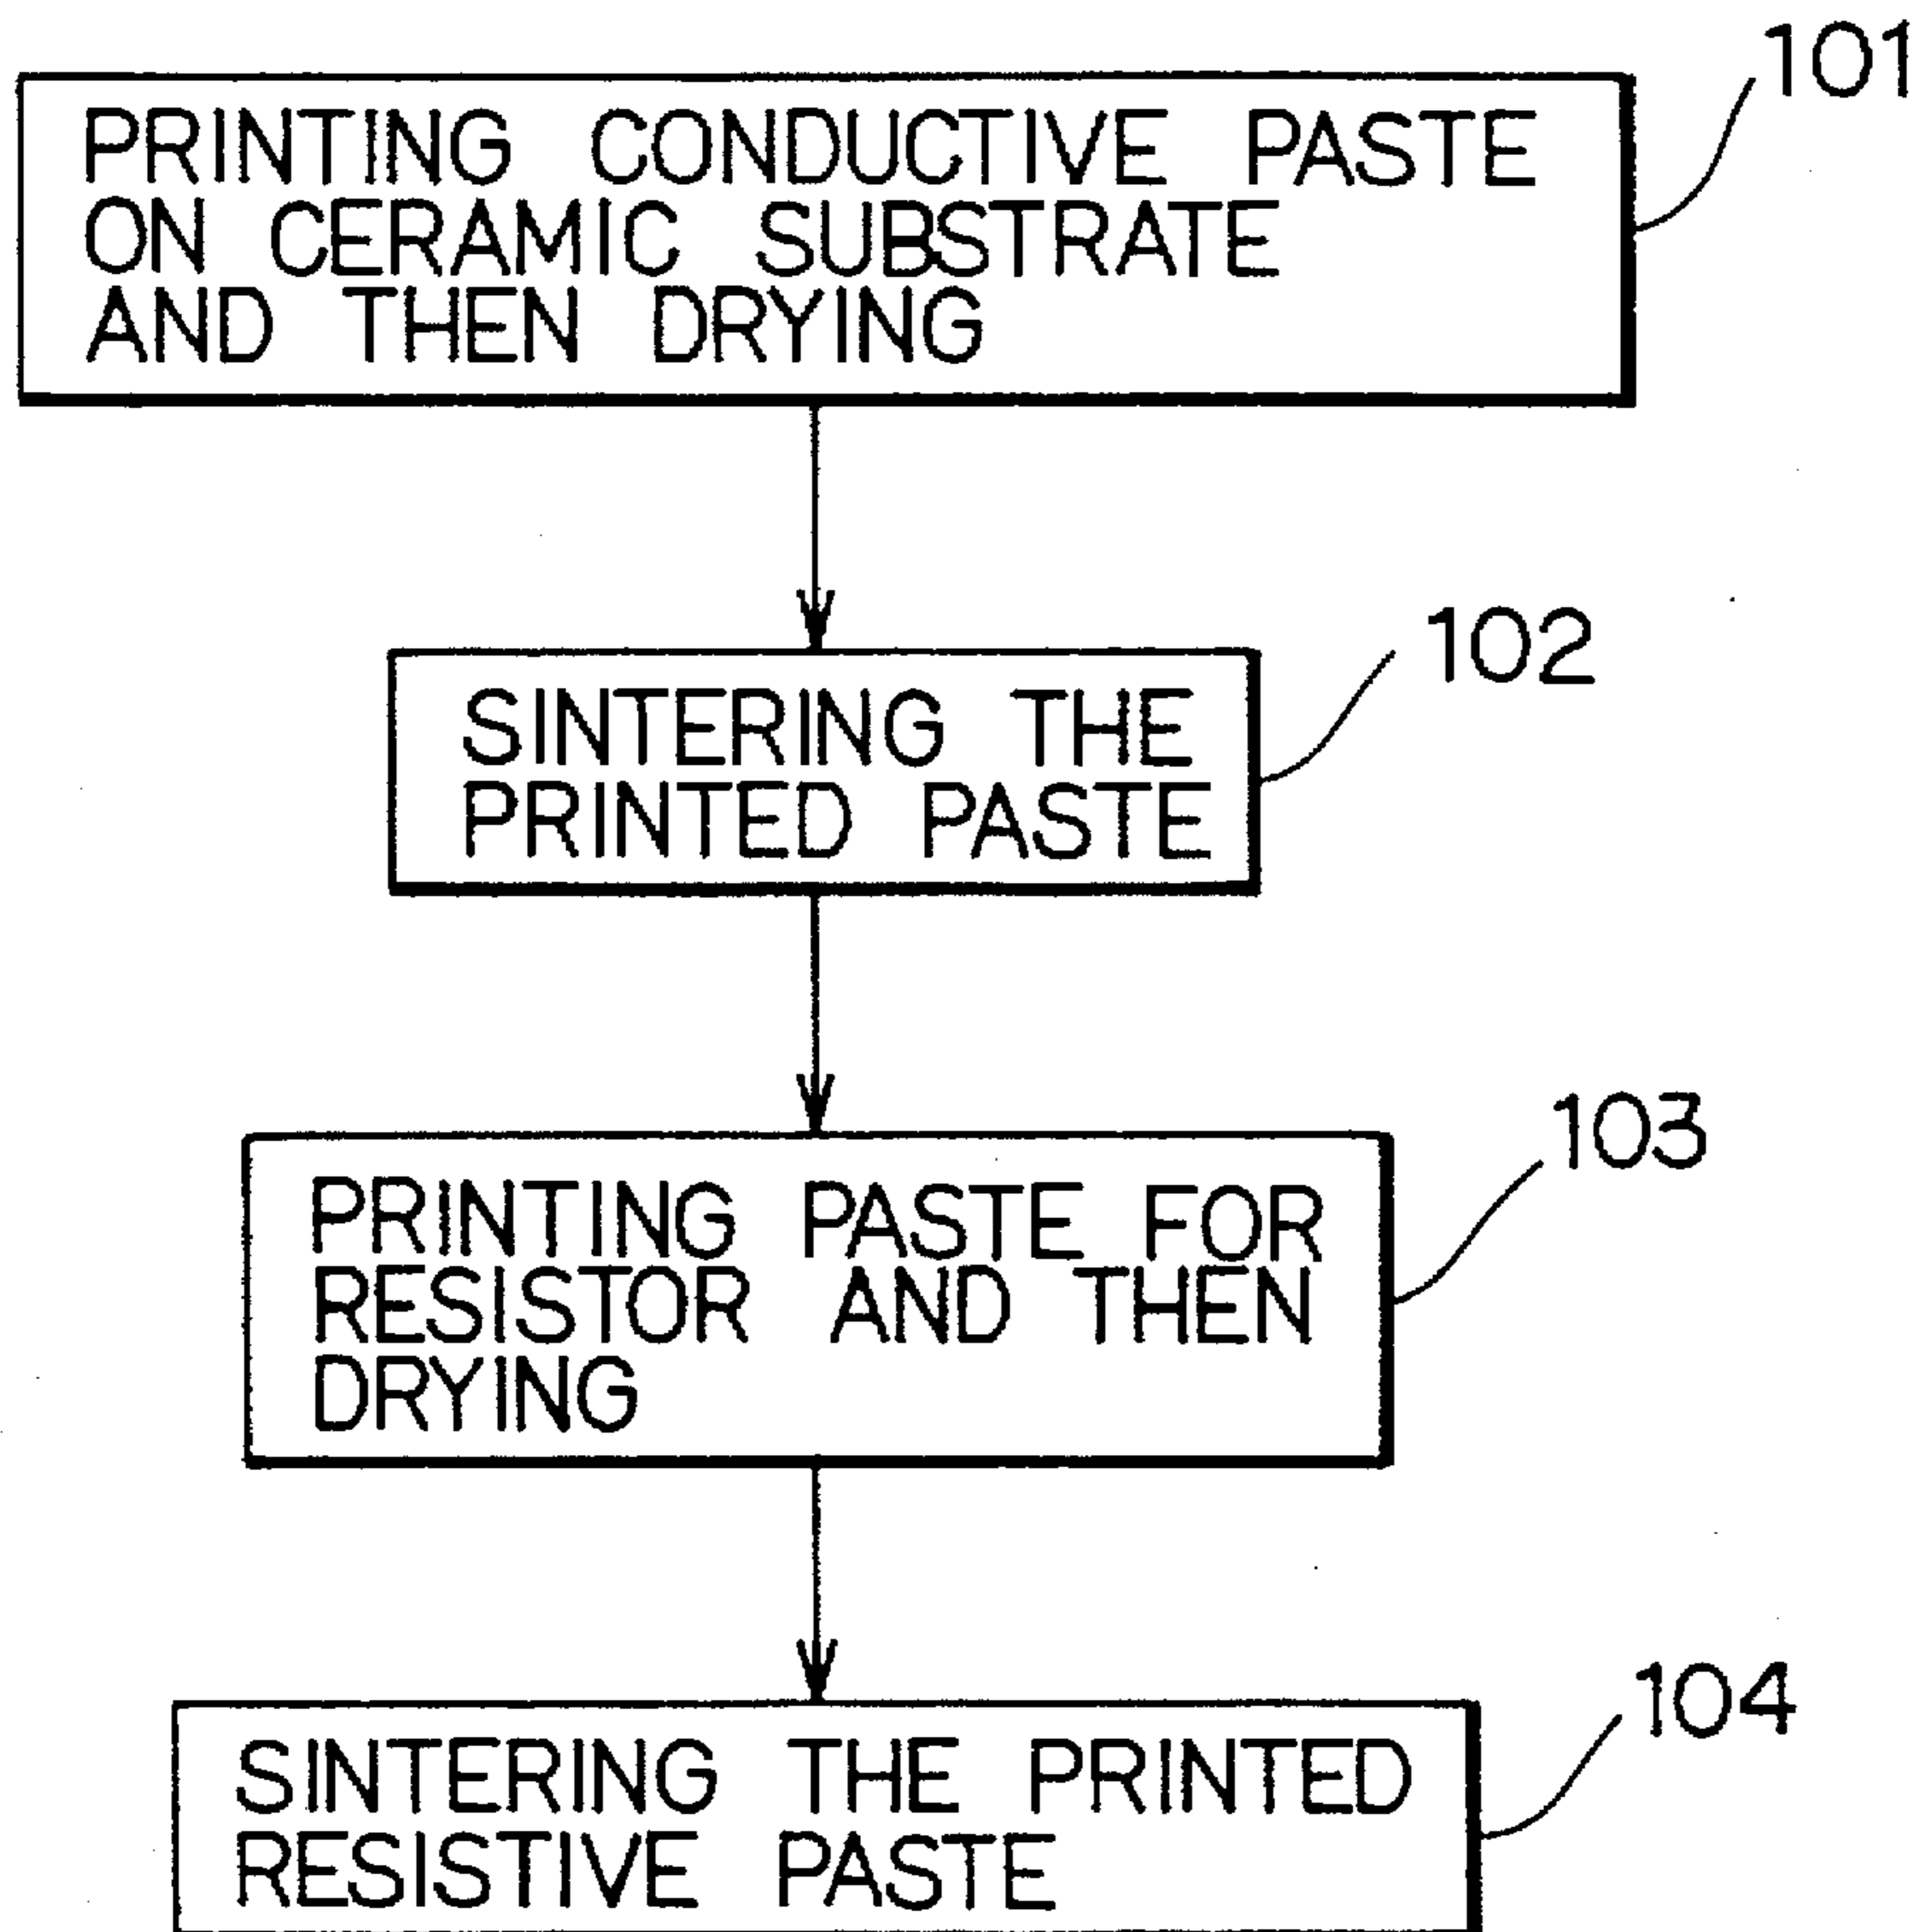 101
PRINTING CONDUCTIVE PASTE
ON CERAMIC SUBSTRATE
AND THEN DRYING
102
SINTERING THE
PRINTED PASTE
103
PRINTING PASTE FOR
RESISTOR AND THEN
DRYING
104
SINTERING THE PRINTED
RESISTIVE PASTE